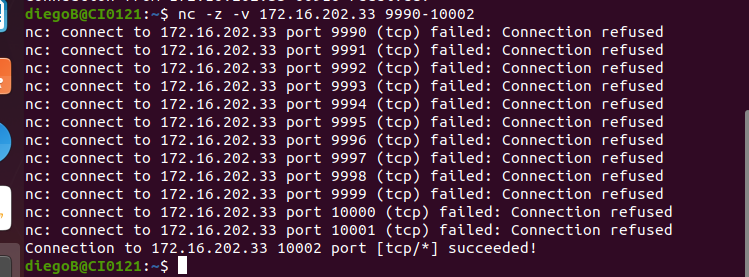 diegoB@CI0121:~$ nc -z -v 172.16.202.33 9990-10002
nc: connect to 172.16.202.33 port 9990 (tcp) failed: Connection refused
nc: connect to 172.16.202.33 port 9991 (tcp) failed: Connection refused
nc: connect to 172.16.202.33 port 9992 (tcp) failed: Connection refused
nc: connect to 172.16.202.33 port 9993 (tcp) failed: Connection refused
nc: connect to 172.16.202.33 port 9994 (tcp) failed: Connection refused
nc: connect to 172.16.202.33 port 9995 (tcp) failed: Connection refused
nc: connect to 172.16.202.33 port 9996 (tcp) failed: Connection refused
nc: connect to 172.16.202.33 port 9997 (tcp) failed: Connection refused
nc: connect to 172.16.202.33 port 9998 (tcp) failed: Connection refused
nc: connect to 172.16.202.33 port 9999 (tcp) failed: Connection refused
nc: connect to 172.16.202.33 port 10000 (tcp) failed: Connection refused
nc: connect to 172.16.202.33 port 10001 (tcp) failed: Connection refused
Connection to 172.16.202.33 10002 port [tcp/*] succeeded!
diegoB@CI0121:~$